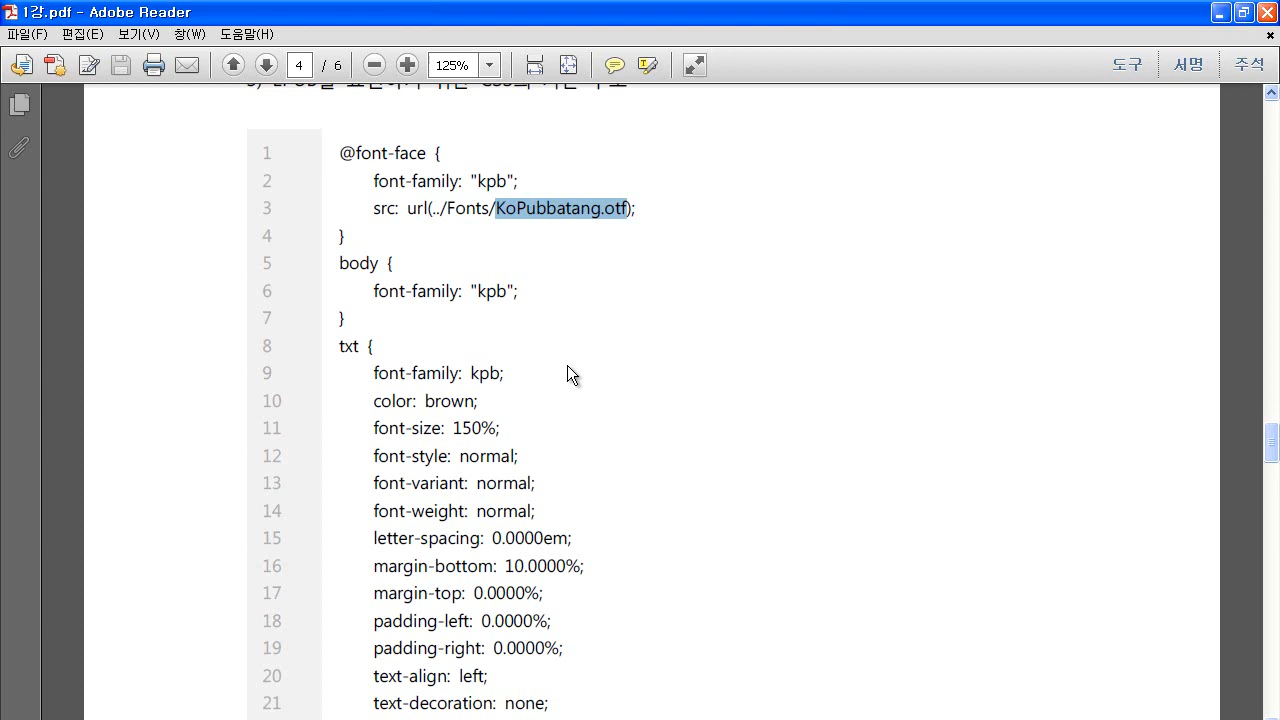 1강.pdf - Adobe Reader
파일(F) 편집(E) 보기(V) 창(W) 도움말(H)
4 / 6 125% 도구 서명 주석
1 @font-face {
2 font-family: "kpb";
3 src: url(../Fonts/KoPubbatang.otf);
4 }
5 body {
6 font-family: "kpb";
7 }
8 txt {
9 font-family: kpb;
10 color: brown;
11 font-size: 150%;
12 font-style: normal;
13 font-variant: normal;
14 font-weight: normal;
15 letter-spacing: 0.0000em;
16 margin-bottom: 10.0000%;
17 margin-top: 0.0000%;
18 padding-left: 0.0000%;
19 padding-right: 0.0000%;
20 text-align: left;
21 text-decoration: none;